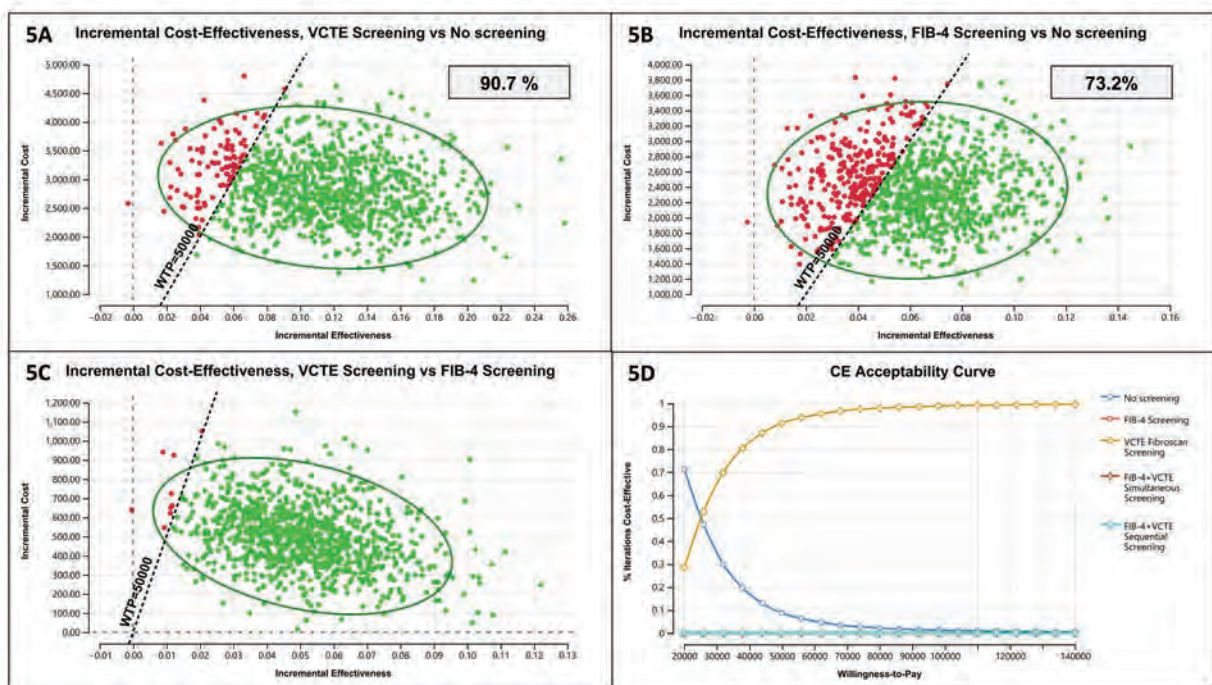 5A Incremental Cost-Effectiveness, VCTE Screening vs No screening
90.7 %
5,000.00
4,500.00
4,000.00
3,500.00
3,000.00
2,500.00
2,000.00
1,500.00
1,000.00
Incremental Cost
WTP=50000
−0.02 0.00 0.02 0.04 0.06 0.08 0.10 0.12 0.14 0.16 0.18 0.20 0.22 0.24 0.26
Incremental Effectiveness
5B Incremental Cost-Effectiveness, FIB-4 Screening vs No screening
73.2%
4,000.00
3,800.00
3,600.00
3,400.00
3,200.00
3,000.00
2,800.00
2,600.00
2,400.00
2,200.00
2,000.00
1,800.00
1,600.00
1,400.00
1,200.00
1,000.00
Incremental Cost
WTP=50000
−0.02 0.00 0.02 0.04 0.06 0.08 0.10 0.12 0.14 0.16
Incremental Effectiveness
5C Incremental Cost-Effectiveness, VCTE Screening vs FIB-4 Screening
1,200.00
1,100.00
1,000.00
900.00
800.00
700.00
600.00
500.00
400.00
300.00
200.00
100.00
0.00
Incremental Cost
WTP=50000
−0.01 0.00 0.01 0.02 0.03 0.04 0.05 0.06 0.07 0.08 0.09 0.10 0.11 0.12 0.13
Incremental Effectiveness
5D CE Acceptability Curve
1
0.9
0.8
0.7
0.6
0.5
0.4
0.3
0.2
0.1
0
% Iterations Cost-Effective
20000 30000 40000 50000 60000 70000 80000 90000 100000 120000 140000
Willingness-to-Pay
No screening
FIB-4 Screening
VCTE Fibroscan
Screening
FIB-4+VCTE
Simultaneous
Screening
FIB-4+VCTE
Sequential
Screening